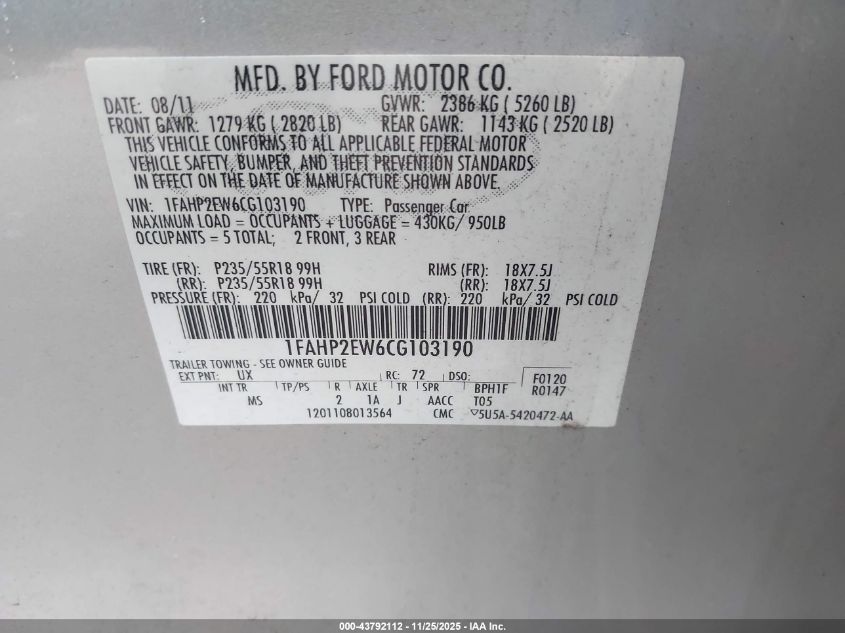 MFD. BY FORD MOTOR CO.
DATE: 08/11 GVWR: 2386 KG ( 5260 LB)
FRONT GAWR: 1279 KG ( 2820 LB) REAR GAWR: 1143 KG ( 2520 LB)
THIS VEHICLE CONFORMS TO ALL APPLICABLE FEDERAL MOTOR
VEHICLE SAFETY, BUMPER, AND THEFT PREVENTION STANDARDS
IN EFFECT ON THE DATE OF MANUFACTURE SHOWN ABOVE.
VIN: 1FAHP2EW6CG103190 TYPE: Passenger Car
MAXIMUM LOAD = OCCUPANTS + LUGGAGE = 430KG/ 950LB
OCCUPANTS = 5 TOTAL; 2 FRONT, 3 REAR
TIRE (FR): P235/55R18 99H RIMS (FR): 18X7.5J
(RR): P235/55R18 99H (RR): 18X7.5J
PRESSURE (FR): 220 kPa/ 32 PSI COLD (RR): 220 kPa/ 32 PSI COLD
1FAHP2EW6CG103190
TRAILER TOWING - SEE OWNER GUIDE
EXT PNT: UX RC: 72 DSO: F0120
INT TR TP/PS R AXLE TR SPR BPH1F R0147
MS 2 1A J AACC T05
1201108013564 CMC 5U5A-5420472-AA
000-43792112 - 11/25/2025 - IAA Inc.